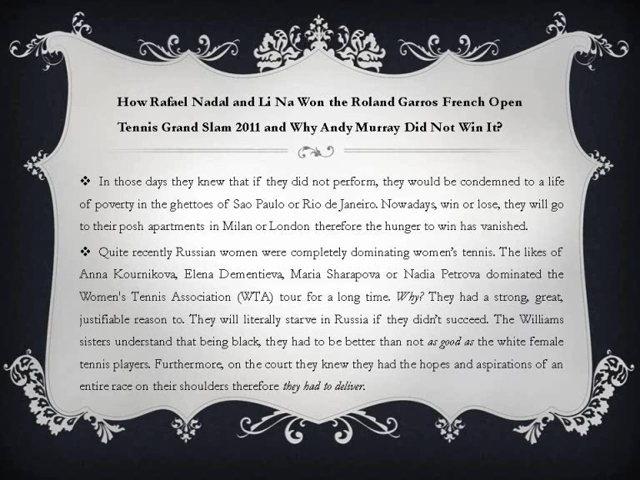 How Rafael Nadal and Li Na Won the Roland Garros French Open
Tennis Grand Slam 2011 and Why Andy Murray Did Not Win It?
❖ In those days they knew that if they did not perform, they would be condemned to a life
of poverty in the ghettoes of Sao Paulo or Rio de Janeiro. Nowadays, win or lose, they will go
to their posh apartments in Milan or London therefore the hunger to win has vanished.
❖ Quite recently Russian women were completely dominating women's tennis. The likes of
Anna Kournikova, Elena Dementieva, Maria Sharapova or Nadia Petrova dominated the
Women's Tennis Association (WTA) tour for a long time. Why? They had a strong, great,
justifiable reason to. They will literally starve in Russia if they didn't succeed. The Williams
sisters understand that being black, they had to be better than not as good as the white female
tennis players. Furthermore, on the court they knew they had the hopes and aspirations of an
entire race on their shoulders therefore they had to deliver.